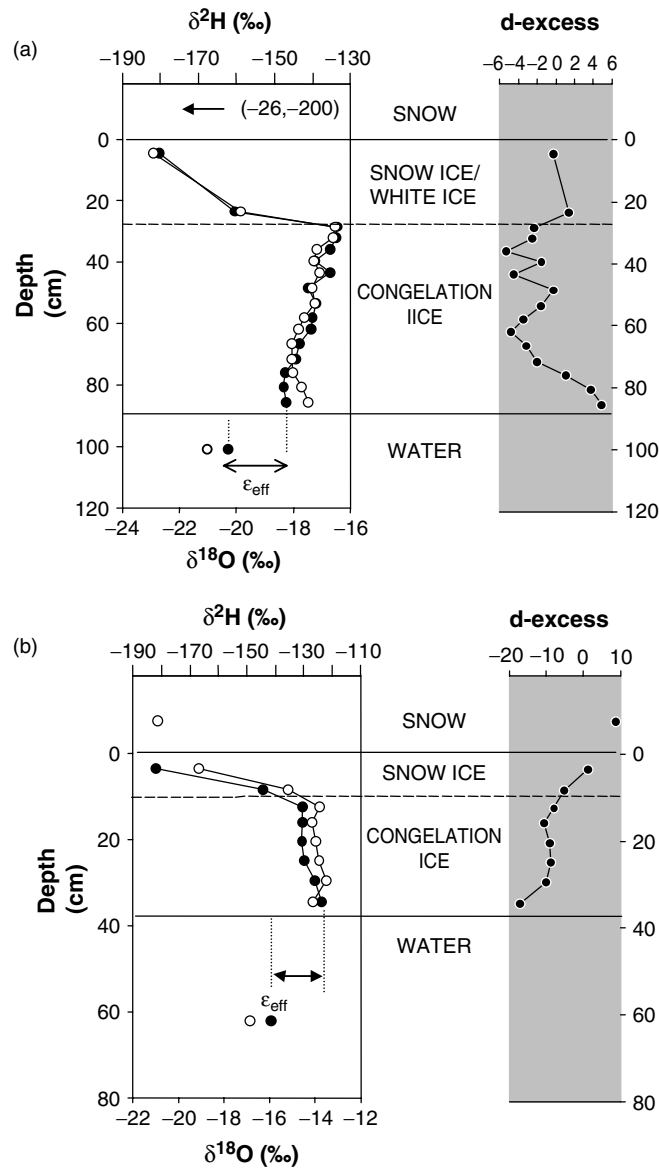 (a)
δ²H (‰)
−190 −170 −150 −130
d-excess
−6 −4 −2 0 2 4 6
(−26,−200)
SNOW
0
0
SNOW ICE/
WHITE ICE
20
20
40
40
Depth
(cm)
CONGELATION
IICE
60
60
80
80
WATER
100
100
εeff
120
120
−24 −22 −20 −18 −16
δ¹⁸O (‰)
(b)
δ²H (‰)
−190 −170 −150 −130 −110
d-excess
−20 −10 0 10
SNOW
0
0
SNOW ICE
20
20
CONGELATION
ICE
Depth
(cm)
40
40
WATER
εeff
60
60
80
80
−22 −20 −18 −16 −14 −12
δ¹⁸O (‰)